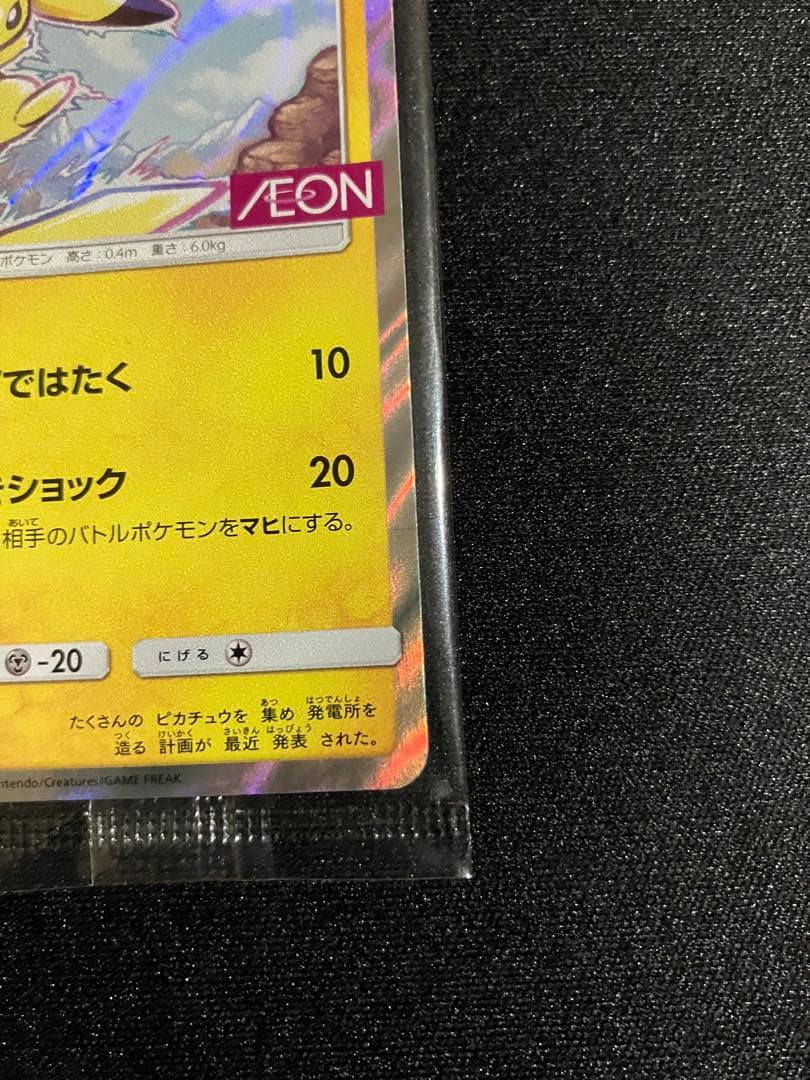 ÆON
ポケモン 高さ：0.4m 重さ：6.0kg
ではたく 10
ショック 20
あいて
相手のバトルポケモンをマヒにする。
-20 にげる
あつ はつでんしょ
たくさんの ピカチュウを 集め 発電所を
つく けいかく さいきん はっぴょう
造る 計画が 最近 発表 された。
ntendo/Creatures/GAME FREAK.